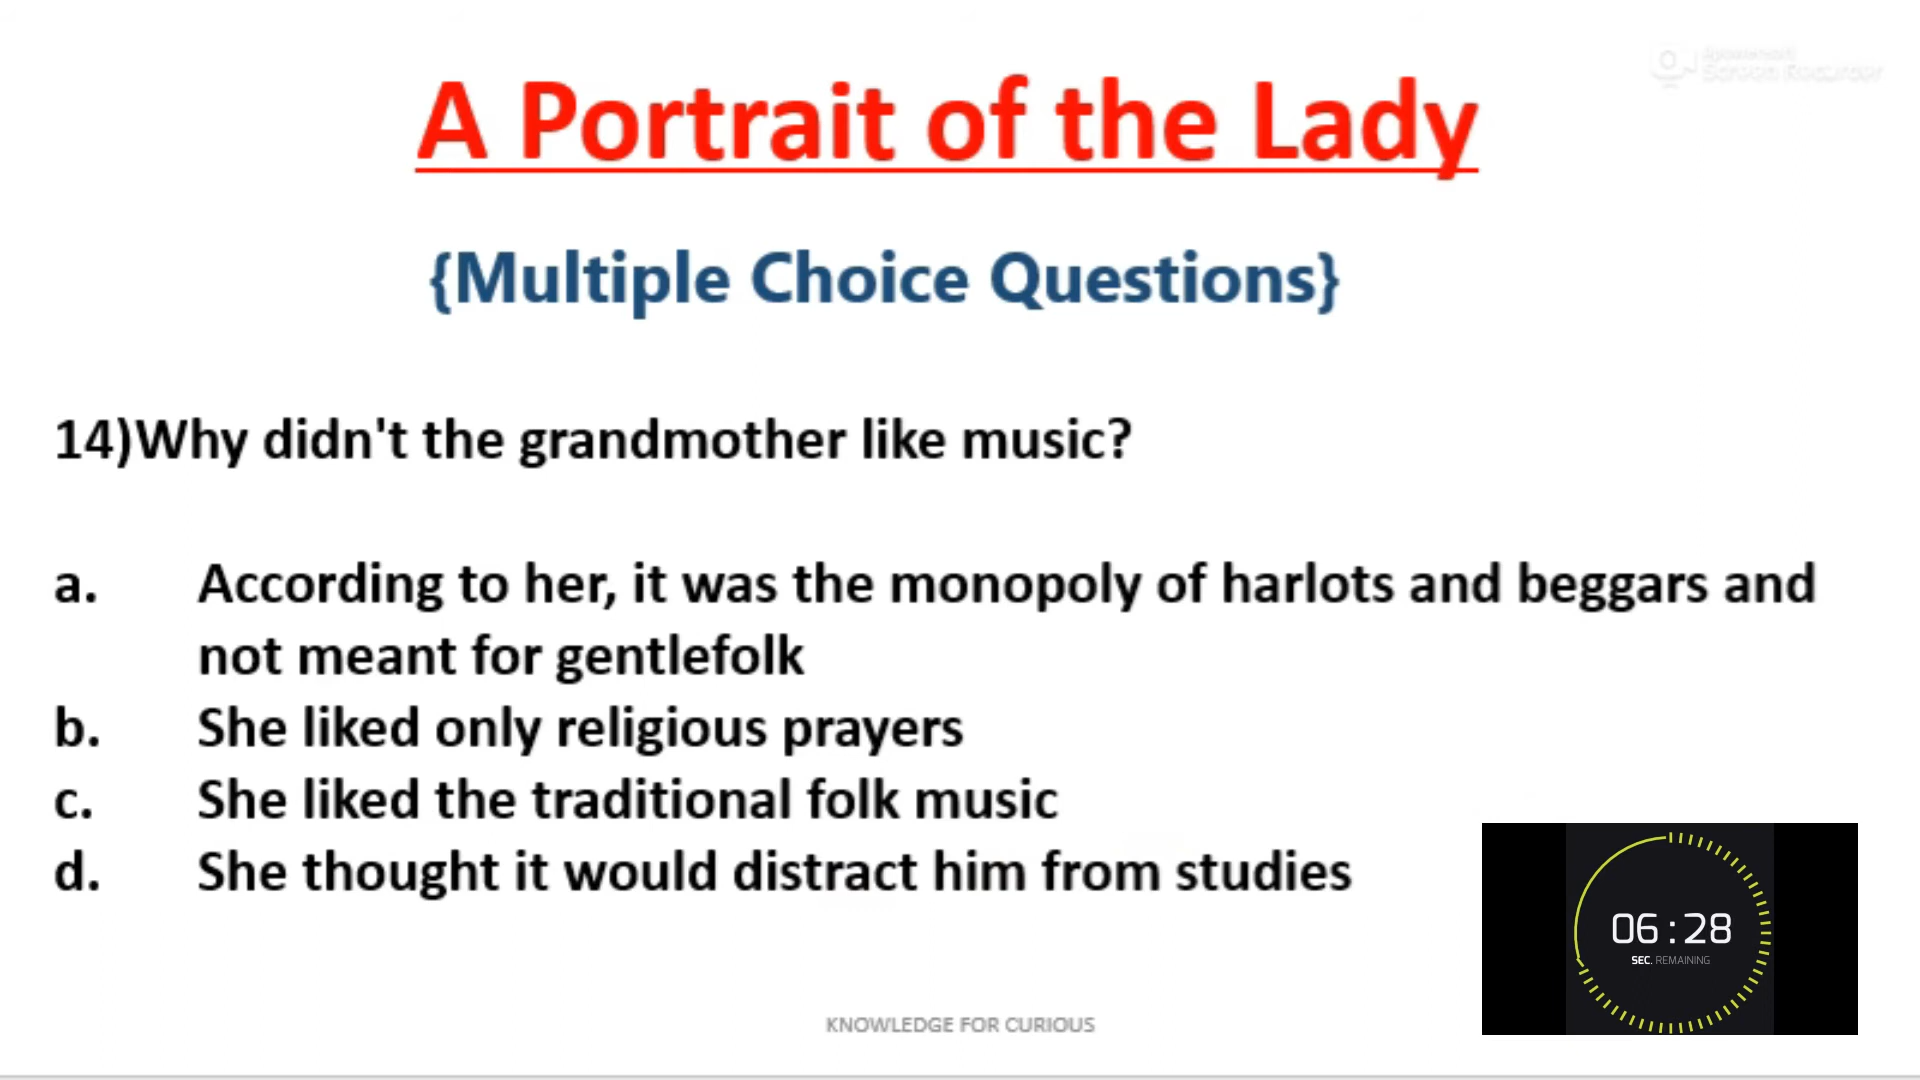 Screen Recorder
A Portrait of the Lady
{Multiple Choice Questions}
14)Why didn't the grandmother like music?
a. According to her, it was the monopoly of harlots and beggars and
not meant for gentlefolk
b. She liked only religious prayers
c. She liked the traditional folk music
d. She thought it would distract him from studies
06:28
SEC. REMAINING
KNOWLEDGE FOR CURIOUS